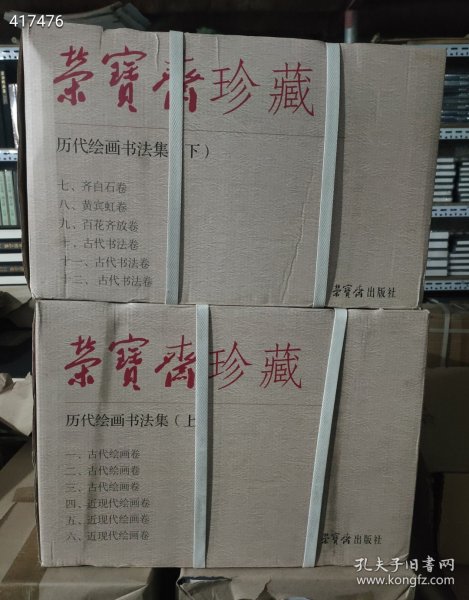 417476
荣寳斋珍藏
历代绘画书法集 下）
七、齐白石卷
八、黄宾虹卷
九、百花齐放卷
十、古代书法卷
十一、古代书法卷
十二、古代书法卷
荣寳斋出版社
荣寳斋珍藏
历代绘画书法集（上
一、古代绘画卷
二、古代绘画卷
三、古代绘画卷
四、近现代绘画卷
五、近现代绘画卷
六、近现代绘画卷
荣寳斋出版社
孔夫子旧书网
www.kongfz.com